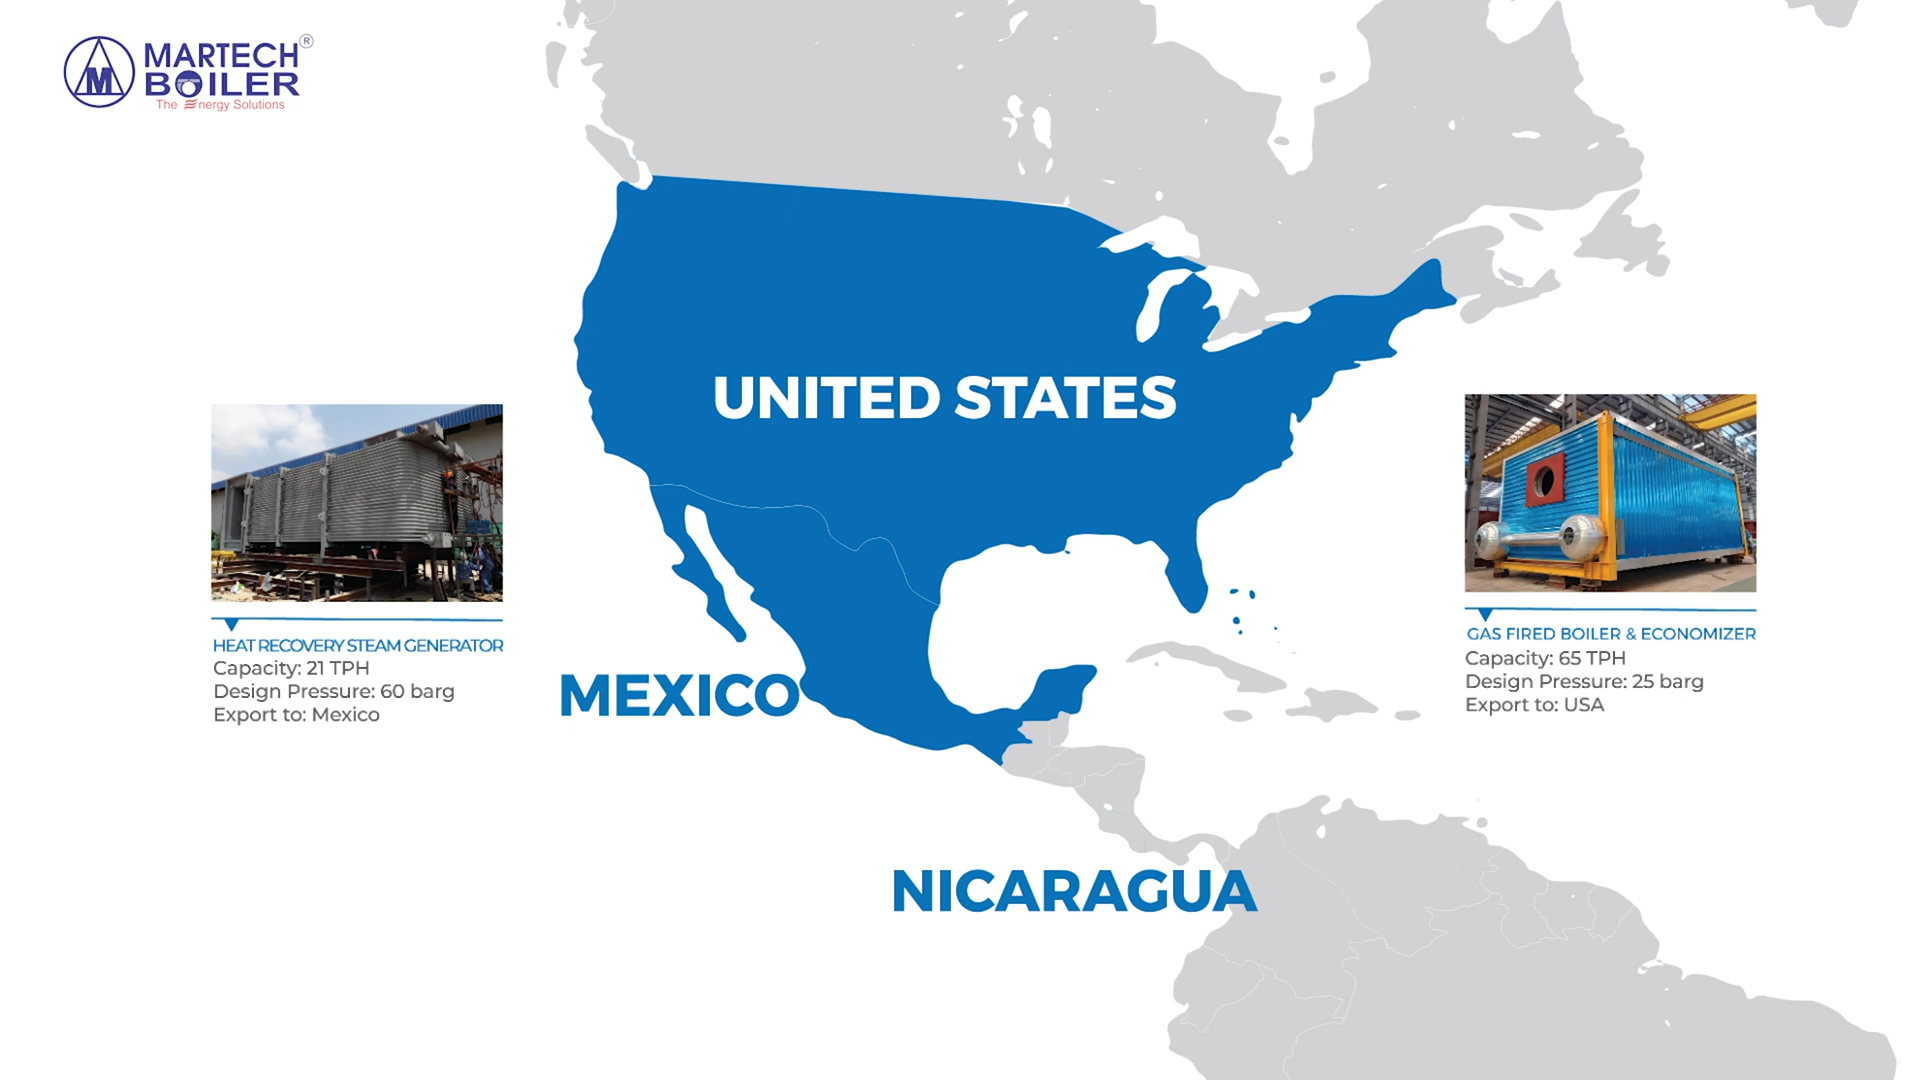 MARTECH®
BOILER
The Energy Solutions
UNITED STATES
HEAT RECOVERY STEAM GENERATOR
Capacity: 21 TPH
Design Pressure: 60 barg
Export to: Mexico
GAS FIRED BOILER & ECONOMIZER
Capacity: 65 TPH
Design Pressure: 25 barg
Export to: USA
MEXICO
NICARAGUA